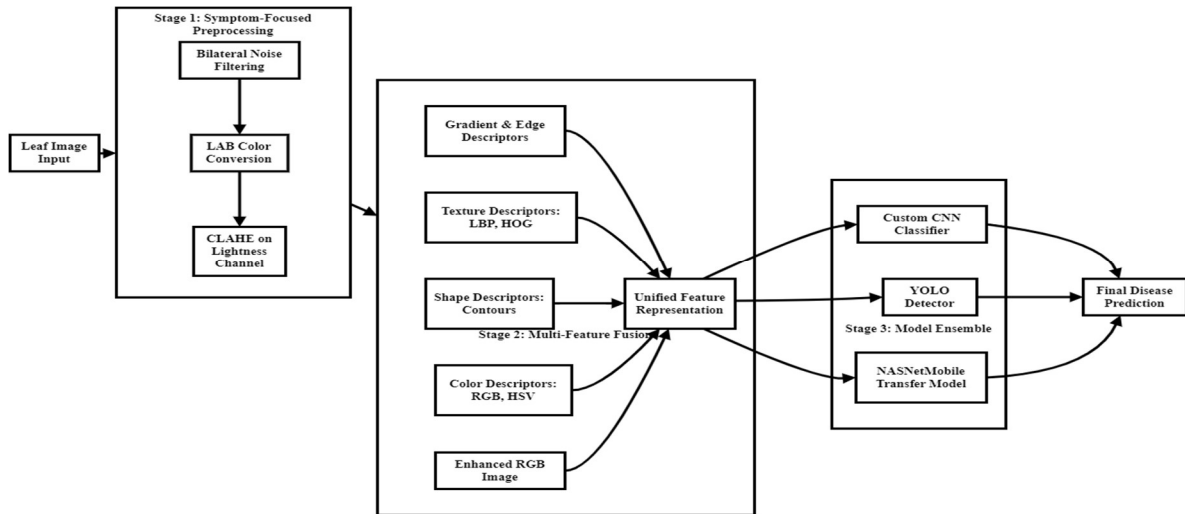 Stage 1: Symptom-Focused
Preprocessing
Bilateral Noise
Filtering
Leaf Image
Input
LAB Color
Conversion
CLAHE on
Lightness
Channel
Gradient & Edge
Descriptors
Texture Descriptors:
LBP, HOG
Shape Descriptors:
Contours
Color Descriptors:
RGB, HSV
Enhanced RGB
Image
Unified Feature
Representation
Stage 2: Multi-Feature Fusion
Custom CNN
Classifier
YOLO
Detector
Stage 3: Model Ensemble
NASNetMobile
Transfer Model
Final Disease
Prediction